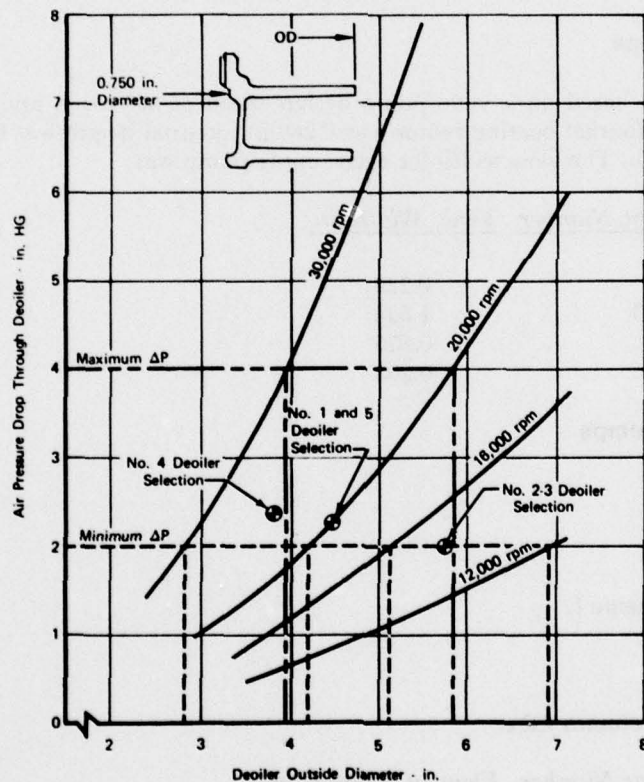 OD
0.750 in.
Diameter
30,000 rpm
20,000 rpm
16,000 rpm
12,000 rpm
Maximum ΔP
Minimum ΔP
No. 1 and 5
Deoiler
Selection
No. 4 Deoiler
Selection
No. 2-3 Deoiler
Selection
Air Pressure Drop Through Deoiler - in. HG
8
7
6
5
4
3
2
1
0
2 3 4 5 6 7 8
Deoiler Outside Diameter - in.